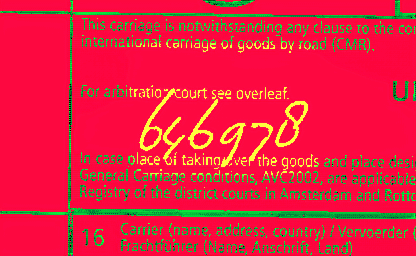 This carriage is notwithstanding any clause to the
international carriage of goods by road (CMR).
For arbitration court see overleaf.
646978
In case place of taking over the goods and place
General Carriage conditions, AVC2002, are applicable
Registry of the district courts in Amsterdam and
16 Carrier (name, address, country) / Vervoerder
Frachtführer (Name, Anschrift, Land)